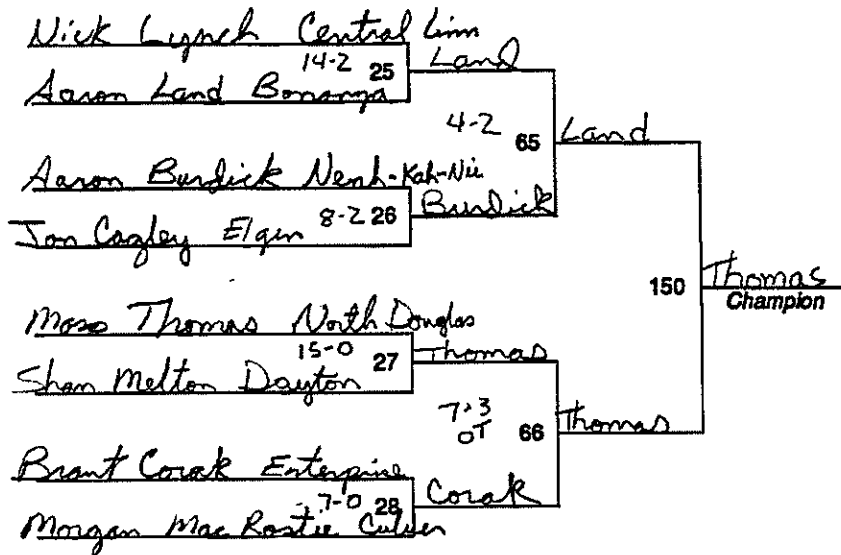 Nick Lynch Central Linn
14-2 25 Land
Aaron Land Bonanza
4-2 65 Land
Aaron Burdick Neah-Kah-Nie
8-2 26 Burdick
Jon Cagley Elgin
150 Thomas
Champion
Thomas North Douglas
15-0 27 Thomas
Shan Melton Dayton
7-3
OT 66 Thomas
Brant Corak Enterprise
7-0 28 Corak
Morgan MacRostie Culver